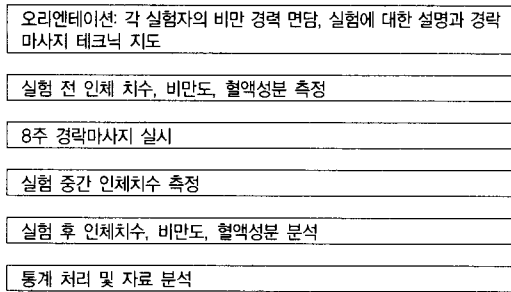 오리엔테이션: 각 실험자의 비만 경력 면담, 실험에 대한 설명과 경락
마사지 테크닉 지도
실험 전 인체 치수, 비만도, 혈액성분 측정
8주 경락마사지 실시
실험 중간 인체치수 측정
실험 후 인체치수, 비만도, 혈액성분 분석
통계 처리 및 자료 분석